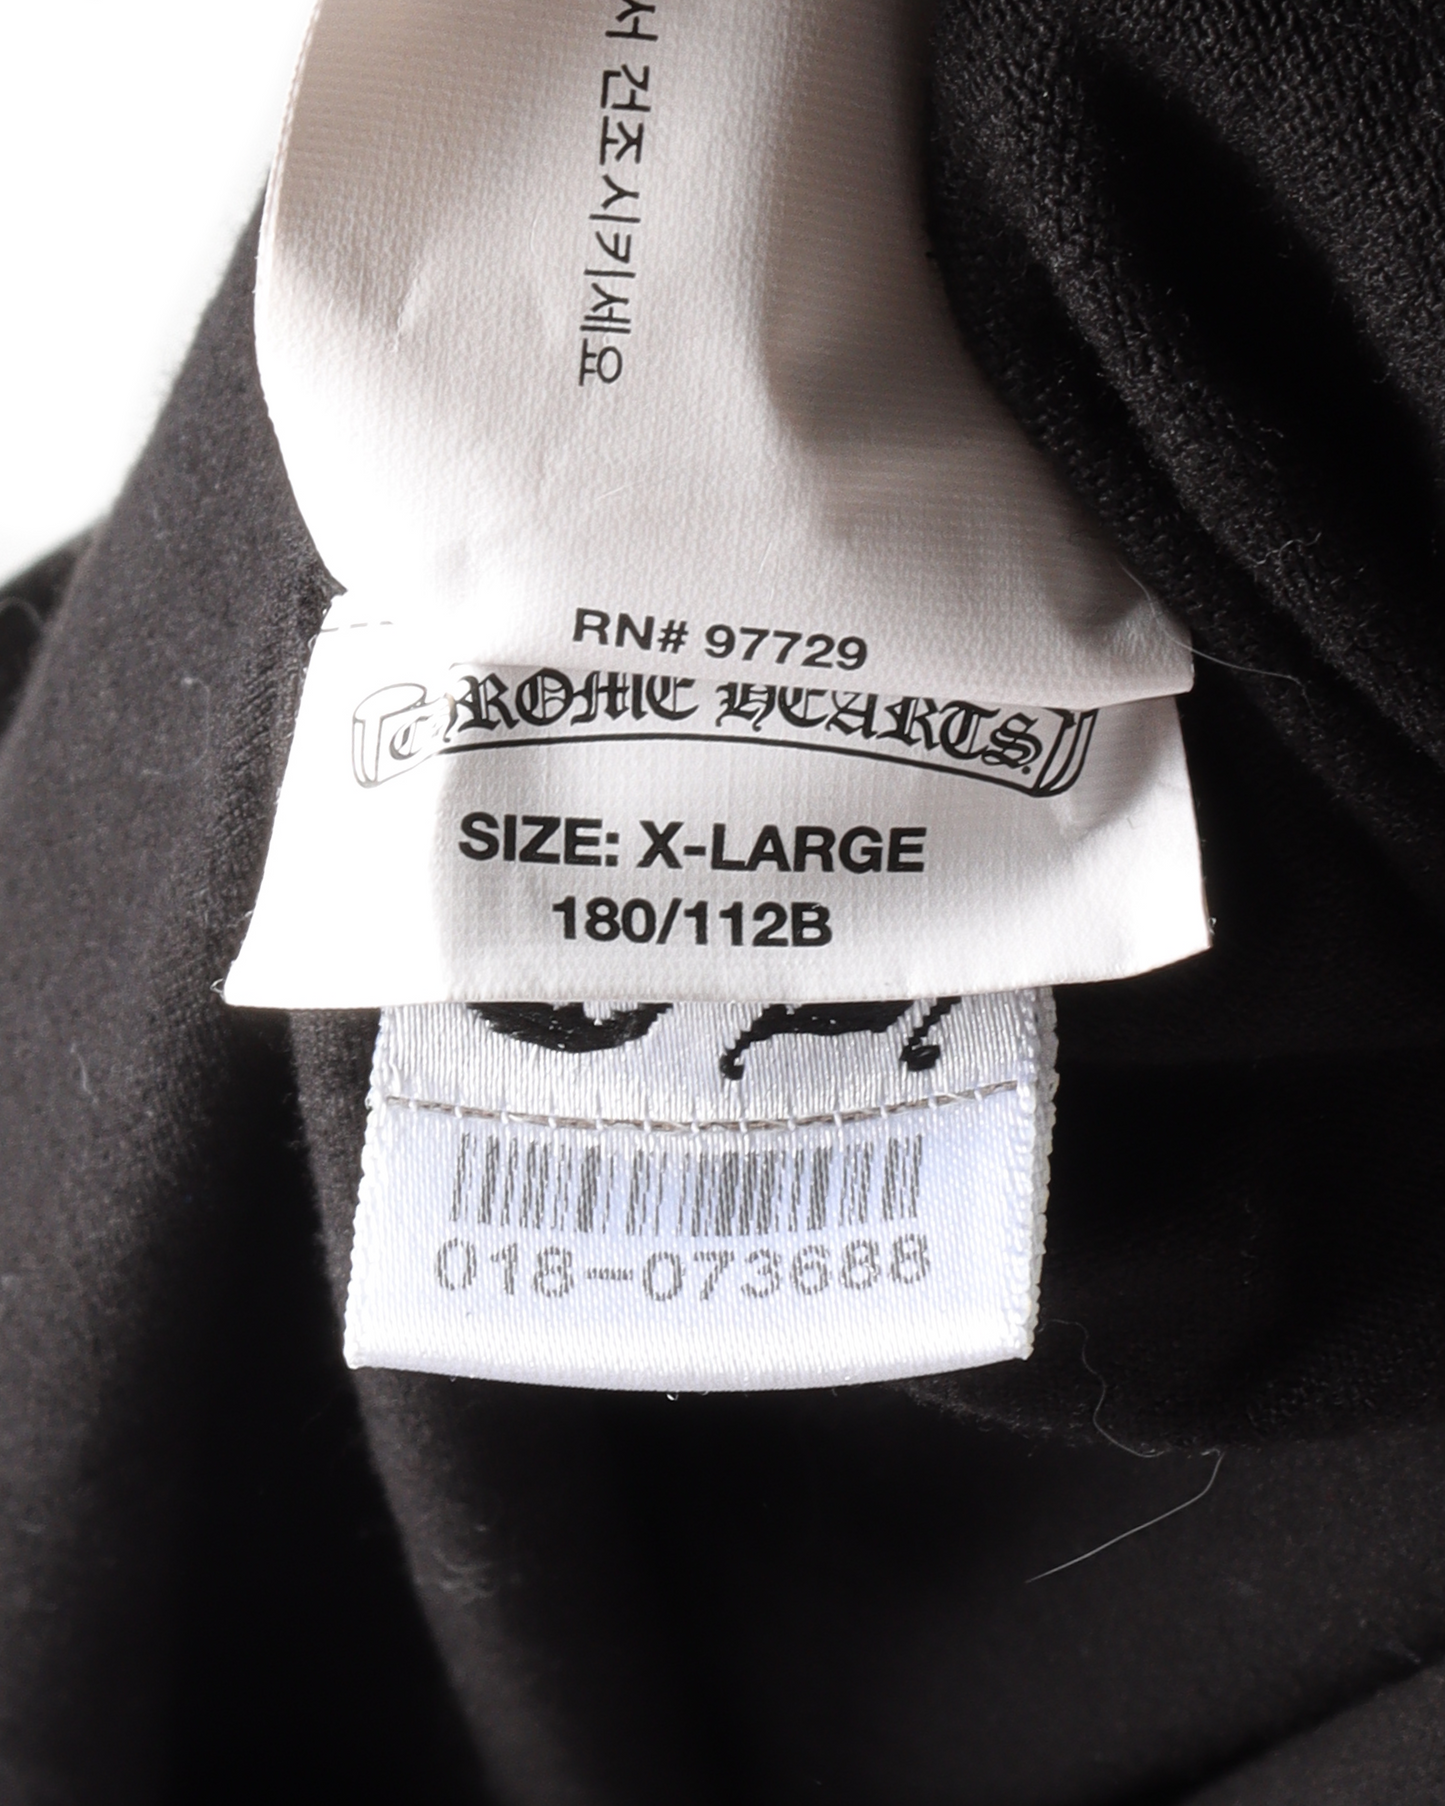 서 건조시키세요
RN# 97729
CHROME HEARTS
SIZE: X-LARGE
180/112B
018-073688